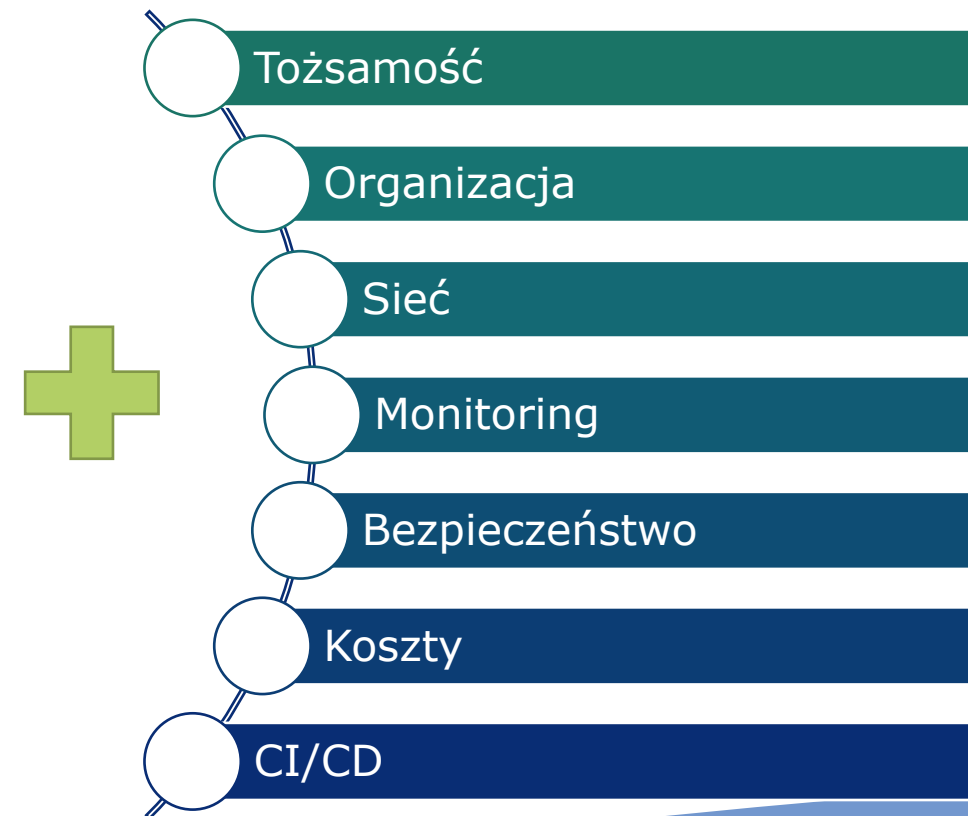 Tożsamość
Organizacja
Sieć
Monitoring
Bezpieczeństwo
Koszty
CI/CD